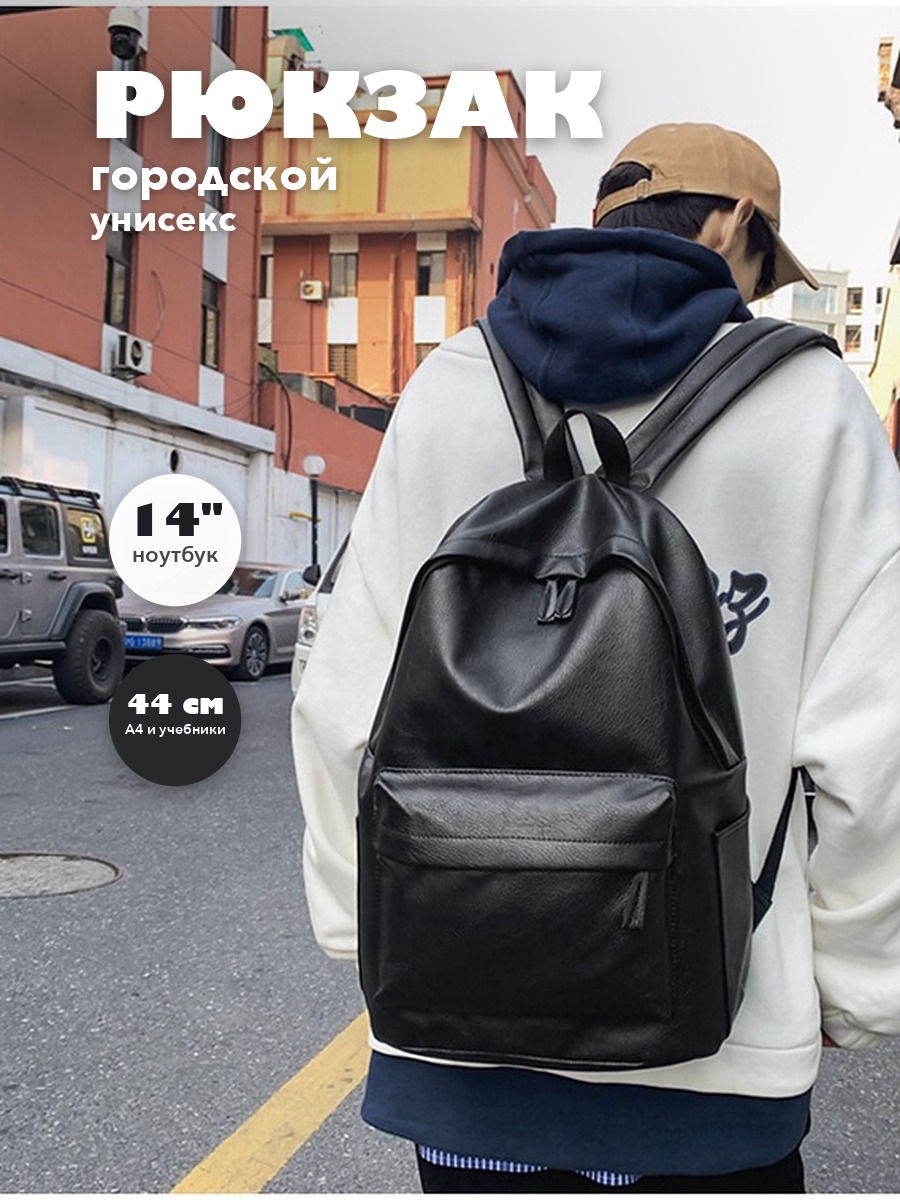 РЮКЗАК
городской
унисекс
14"
ноутбук
44 см
А4 и учебники